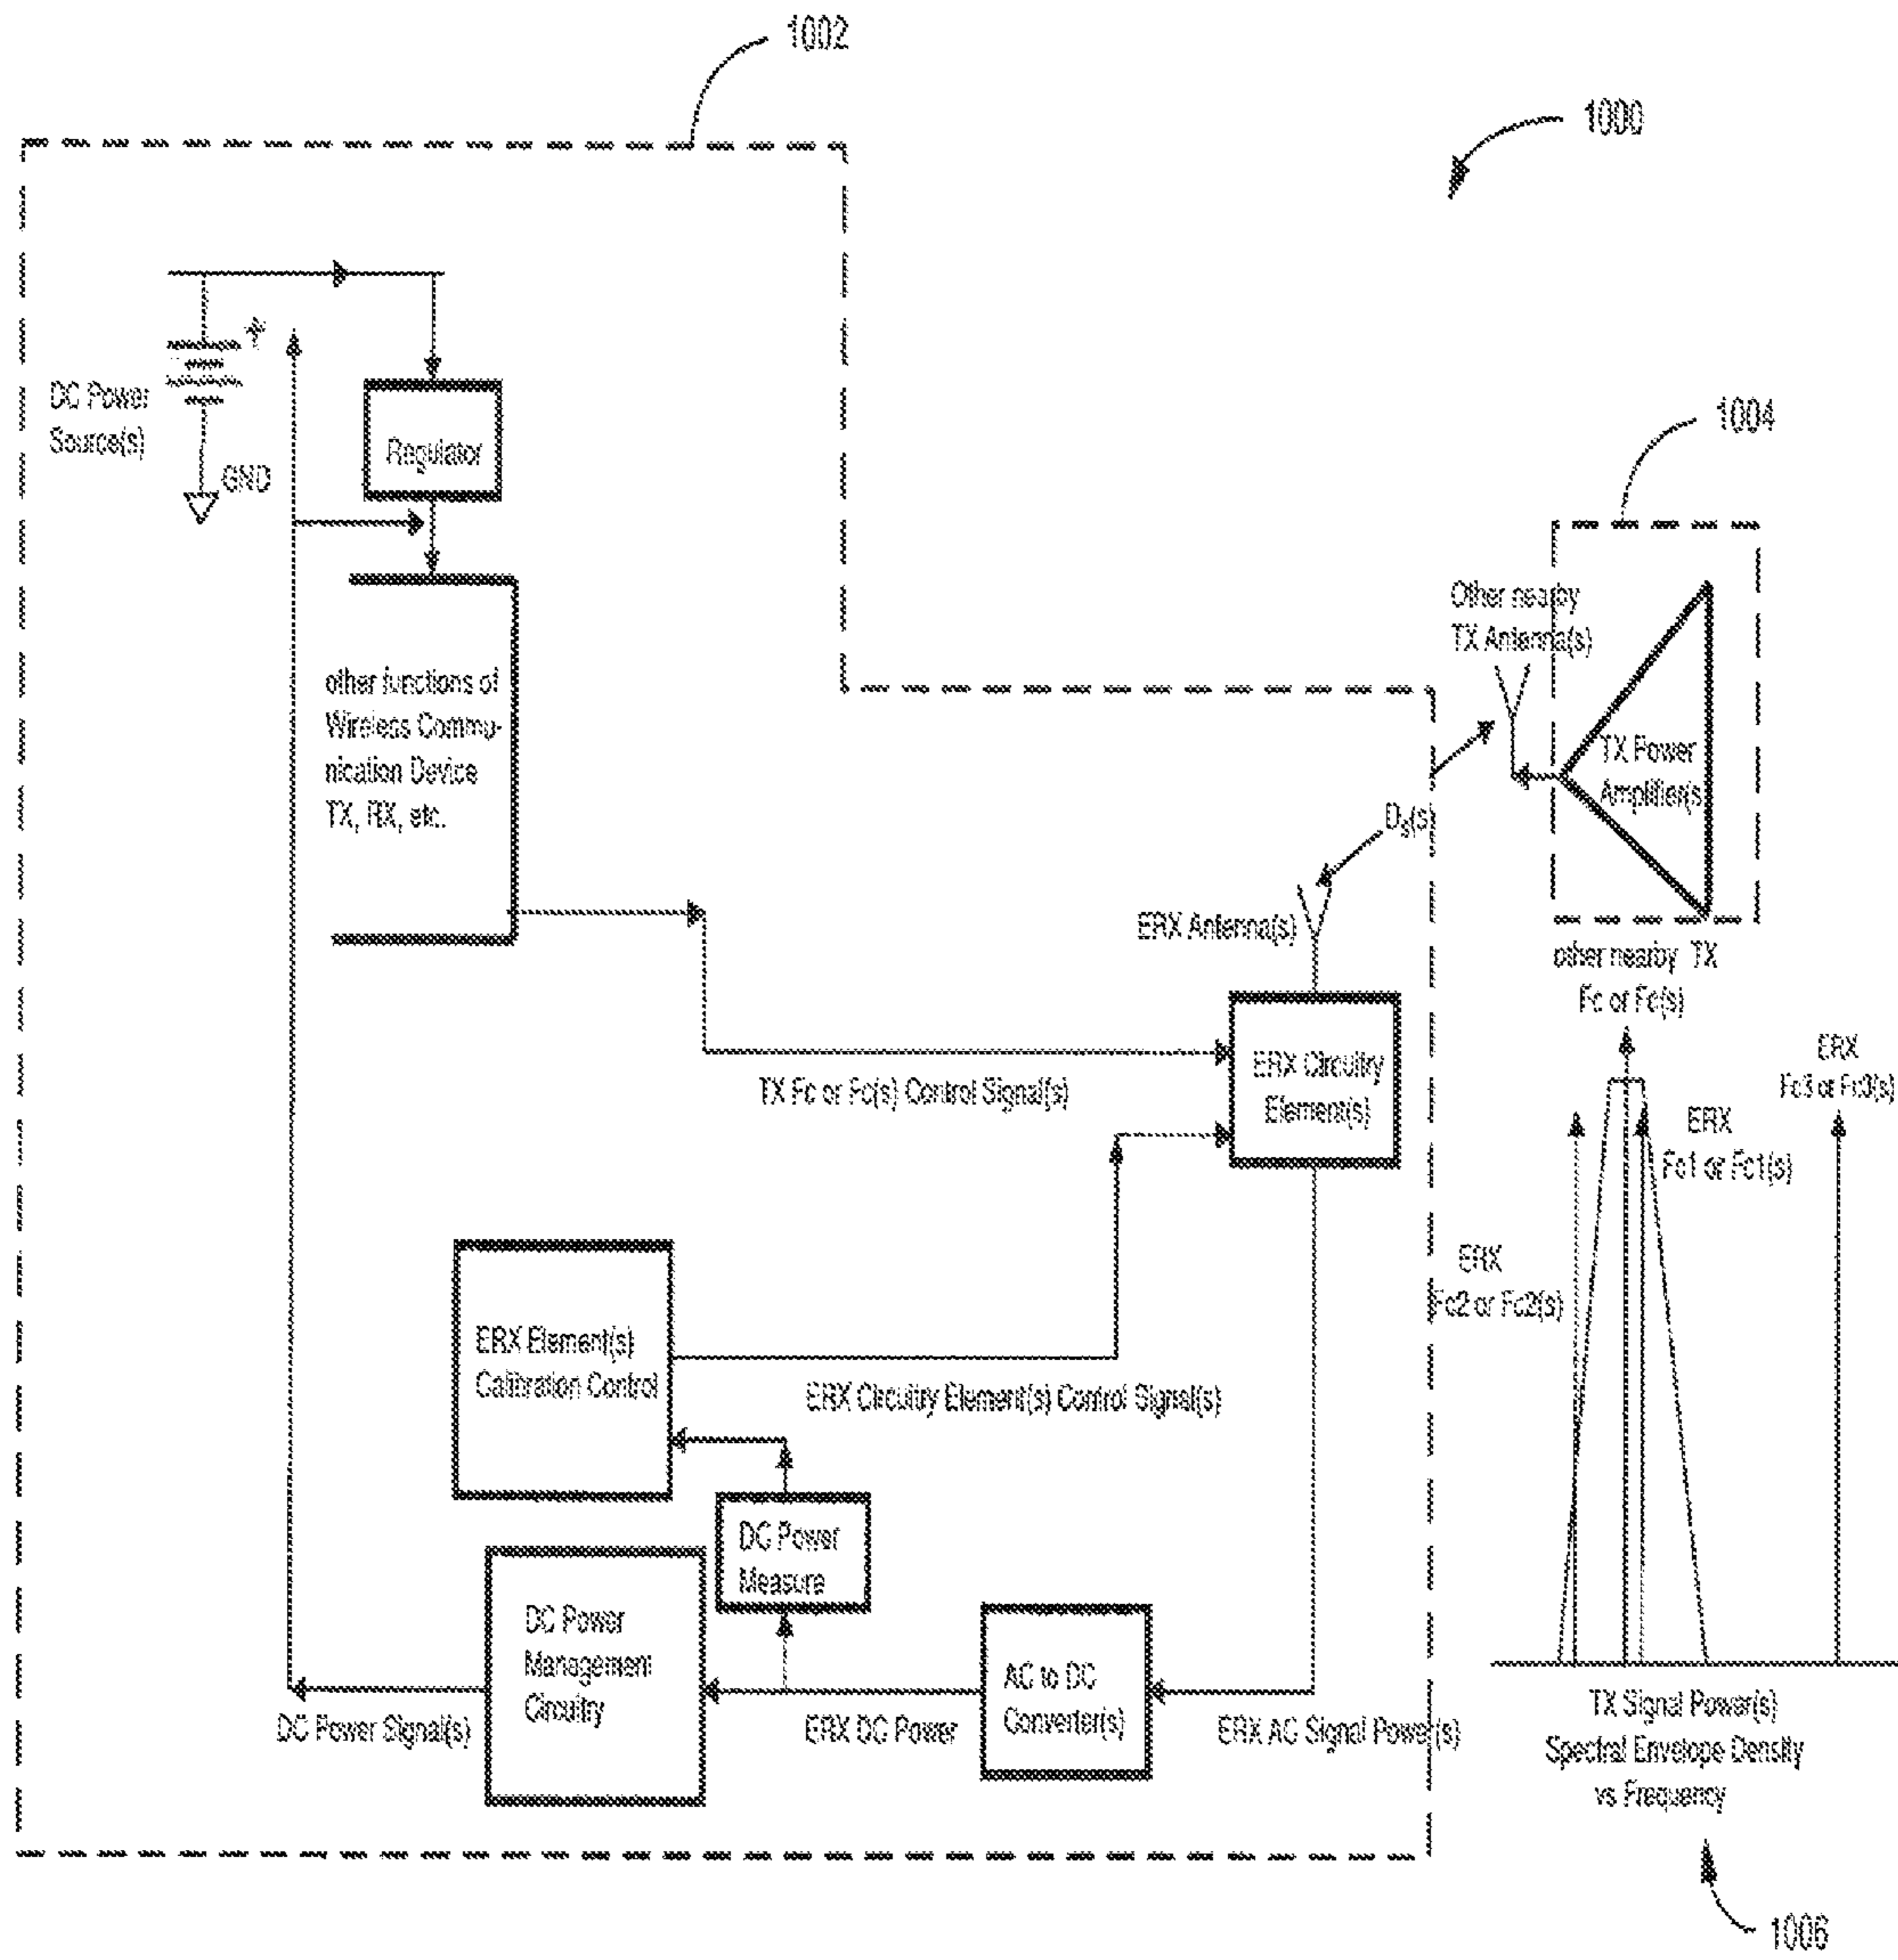 1002
1000
DC Power
Source(s)
+
GND
Regulator
1004
Other nearby
TX Antenna(s)
TX Power
Amplifier(s)
other functions of
Wireless Commu-
nication Device
TX, RX, etc.
D₅(s)
ERX Antenna(s)
other nearby TX
Fc or Fc(s)
ERX Circuitry
Element(s)
TX Fc or Fc(s) Control Signal(s)
ERX
Fc3 or Fc3(s)
ERX
Fc1 or Fc1(s)
ERX
Fc2 or Fc2(s)
ERX Element(s)
Calibration Control
ERX Circuitry Element(s) Control Signal(s)
DC Power
Measure
DC Power
Management
Circuitry
AC to DC
Converter(s)
DC Power Signal(s)
ERX DC Power
ERX AC Signal Power(s)
TX Signal Power(s)
Spectral Envelope Density
vs Frequency
1006